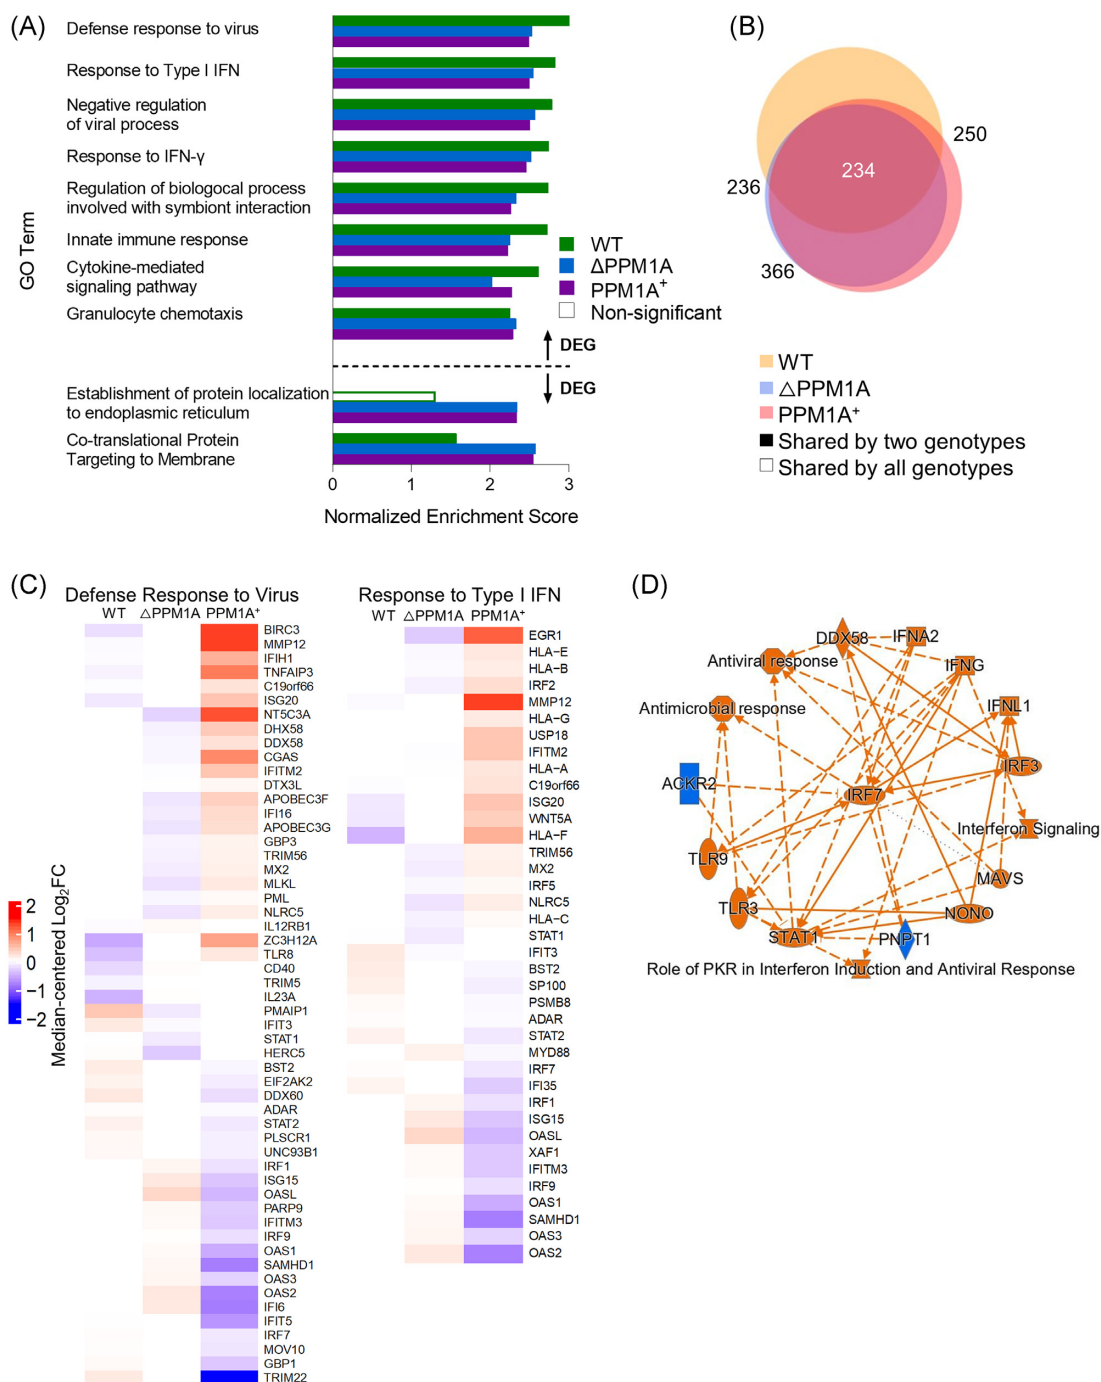 (A)
Defense response to virus
Response to Type I IFN
Negative regulation
of viral process
Response to IFN-γ
Regulation of biologocal process
involved with symbiont interaction
Innate immune response
Cytokine-mediated
signaling pathway
Granulocyte chemotaxis
Establishment of protein localization
to endoplasmic reticulum
Co-translational Protein
Targeting to Membrane
GO Term
WT
ΔPPM1A
PPM1A+
Non-significant
DEG
DEG
0
1
2
3
Normalized Enrichment Score
(B)
250
234
236
366
WT
△PPM1A
PPM1A+
Shared by two genotypes
Shared by all genotypes
(C)
Defense Response to Virus
WT △PPM1A PPM1A+
BIRC3
MMP12
IFIH1
TNFAIP3
C19orf66
ISG20
NT5C3A
DHX58
DDX58
CGAS
IFITM2
DTX3L
APOBEC3F
IFI16
APOBEC3G
GBP3
TRIM56
MX2
MLKL
PML
NLRC5
IL12RB1
ZC3H12A
TLR8
CD40
TRIM5
IL23A
PMAIP1
IFIT3
STAT1
HERC5
BST2
EIF2AK2
DDX60
ADAR
STAT2
PLSCR1
UNC93B1
IRF1
ISG15
OASL
PARP9
IFITM3
IRF9
OAS1
SAMHD1
OAS3
OAS2
IFI6
IFIT5
IRF7
MOV10
GBP1
TRIM22
2
1
0
−1
−2
Median-centered Log2FC
Response to Type I IFN
WT △PPM1A PPM1A+
EGR1
HLA-E
HLA-B
IRF2
MMP12
HLA-G
USP18
IFITM2
HLA-A
C19orf66
ISG20
WNT5A
HLA-F
TRIM56
MX2
IRF5
NLRC5
HLA-C
STAT1
IFIT3
BST2
SP100
PSMB8
ADAR
STAT2
MYD88
IRF7
IFI35
IRF1
ISG15
OASL
XAF1
IFITM3
IRF9
OAS1
SAMHD1
OAS3
OAS2
(D)
DDX58
IFNA2
Antiviral response
IFNG
Antimicrobial response
IFNL1
IRF3
ACKR2
IRF7
Interferon Signaling
TLR9
MAVS
TLR3
NONO
STAT1
PNPT1
Role of PKR in Interferon Induction and Antiviral Response